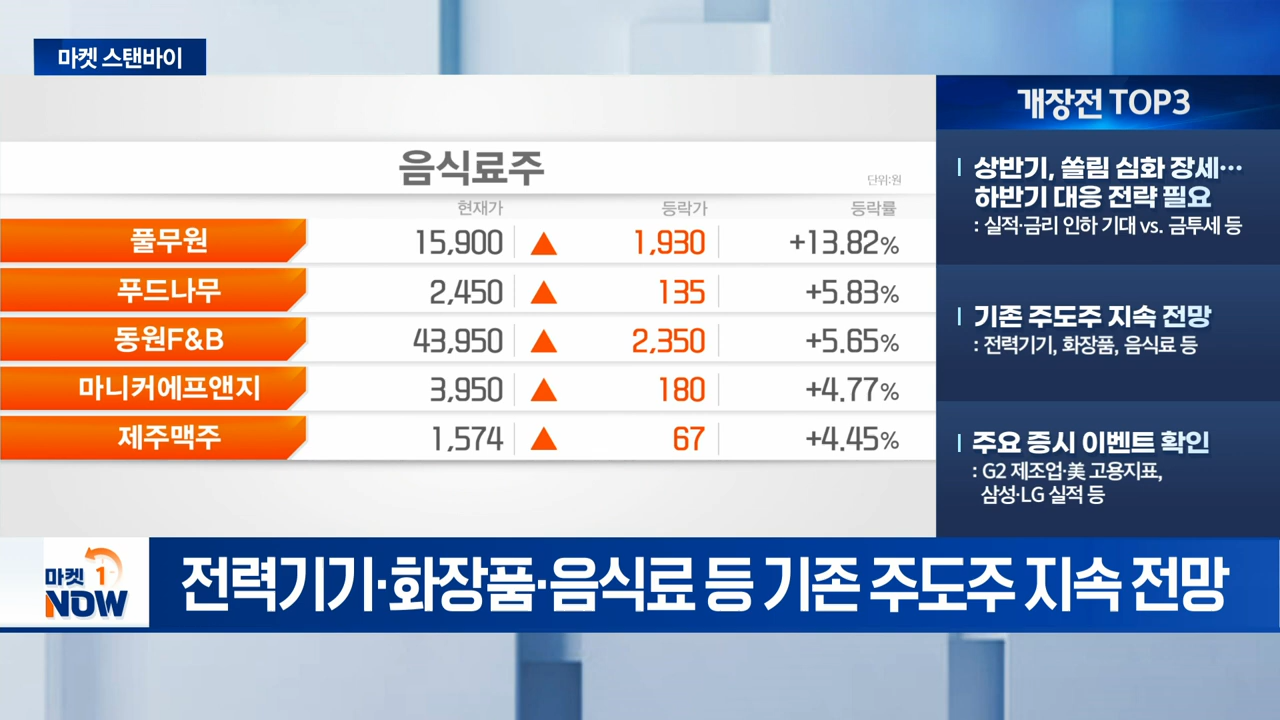 마켓 스탠바이
음식료주
단위:원
현재가 등락가 등락률
풀무원 15,900 ▲ 1,930 +13.82%
푸드나무 2,450 ▲ 135 +5.83%
동원F&B 43,950 ▲ 2,350 +5.65%
마니커에프앤지 3,950 ▲ 180 +4.77%
제주맥주 1,574 ▲ 67 +4.45%
개장전 TOP3
상반기, 쏠림 심화 장세…
하반기 대응 전략 필요
: 실적·금리 인하 기대 vs. 금투세 등
기존 주도주 지속 전망
: 전력기기, 화장품, 음식료 등
주요 증시 이벤트 확인
: G2 제조업·美 고용지표,
삼성·LG 실적 등
마켓 1
NOW
전력기기·화장품·음식료 등 기존 주도주 지속 전망